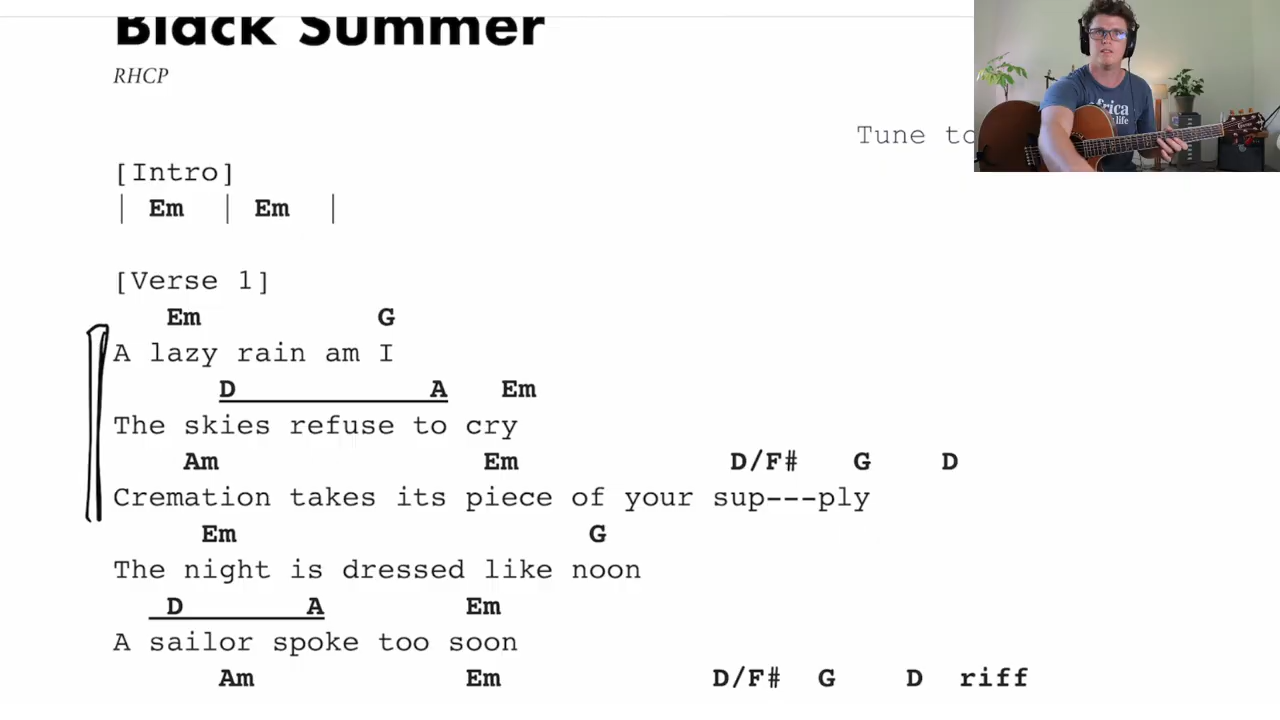 Black Summer
RHCP
Tune to
[Intro]
| Em | Em |
[Verse 1]
Em G
A lazy rain am I
D A Em
The skies refuse to cry
Am Em D/F# G D
Cremation takes its piece of your sup---ply
Em G
The night is dressed like noon
D A Em
A sailor spoke too soon
Am Em D/F# G D riff